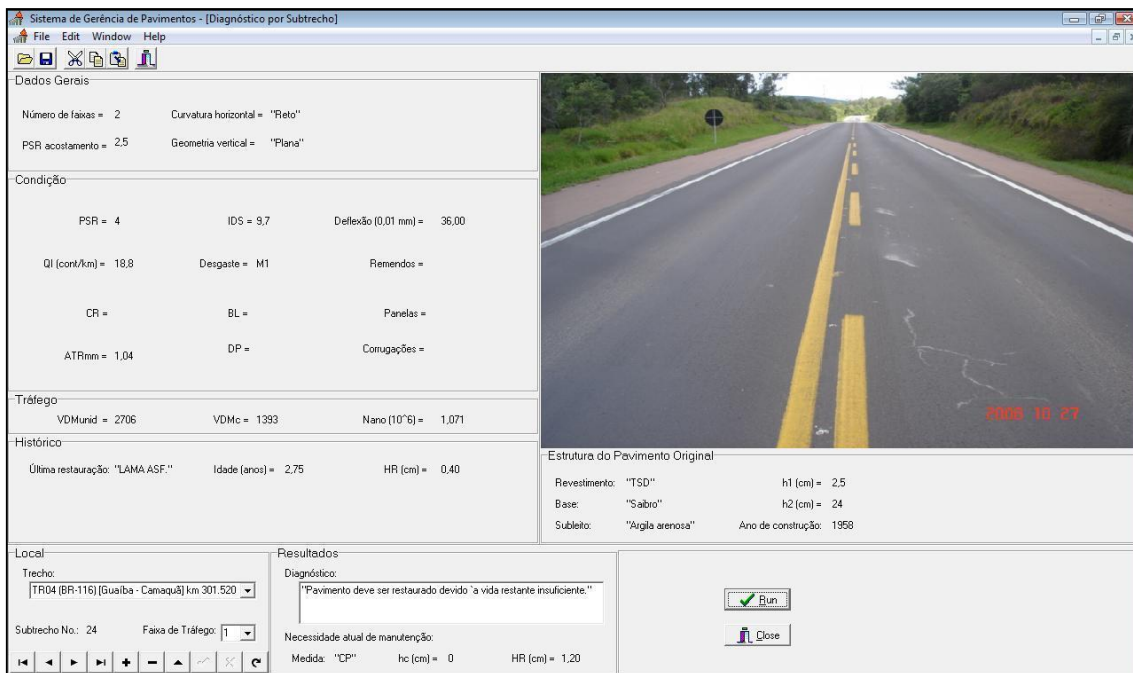 Sistema de Gerência de Pavimentos - [Diagnóstico por Subtrecho]
File Edit Window Help
Dados Gerais
Número de faixas = 2 Curvatura horizontal = "Reto"
PSR acostamento = 2,5 Geometria vertical = "Plana"
Condição
PSR = 4 IDS = 9,7 Deflexão (0,01 mm) = 36,00
QI (cont/km) = 18,8 Desgaste = M1 Remendos =
CR = BL = Panelas =
ATRmm = 1,04 DP = Corrugações =
Tráfego
VDMunid = 2706 VDMc = 1393 Nano (10^6) = 1,071
Histórico
Última restauração: "LAMA ASF." Idade (anos) = 2,75 HR (cm) = 0,40
2008 10 27
Estrutura do Pavimento Original
Revestimento: "TSD" h1 (cm) = 2,5
Base: "Saibro" h2 (cm) = 24
Subleito: "Argila arenosa" Ano de construção: 1958
Local
Trecho:
TR04 (BR-116) [Guaíba - Camaquã] km 301.520
Subtrecho No.: 24 Faixa de Tráfego: 1
Resultados
Diagnóstico:
"Pavimento deve ser restaurado devido `a vida restante insuficiente."
Necessidade atual de manutenção:
Medida: "CP" hc (cm) = 0 HR (cm) = 1,20
Run
Close